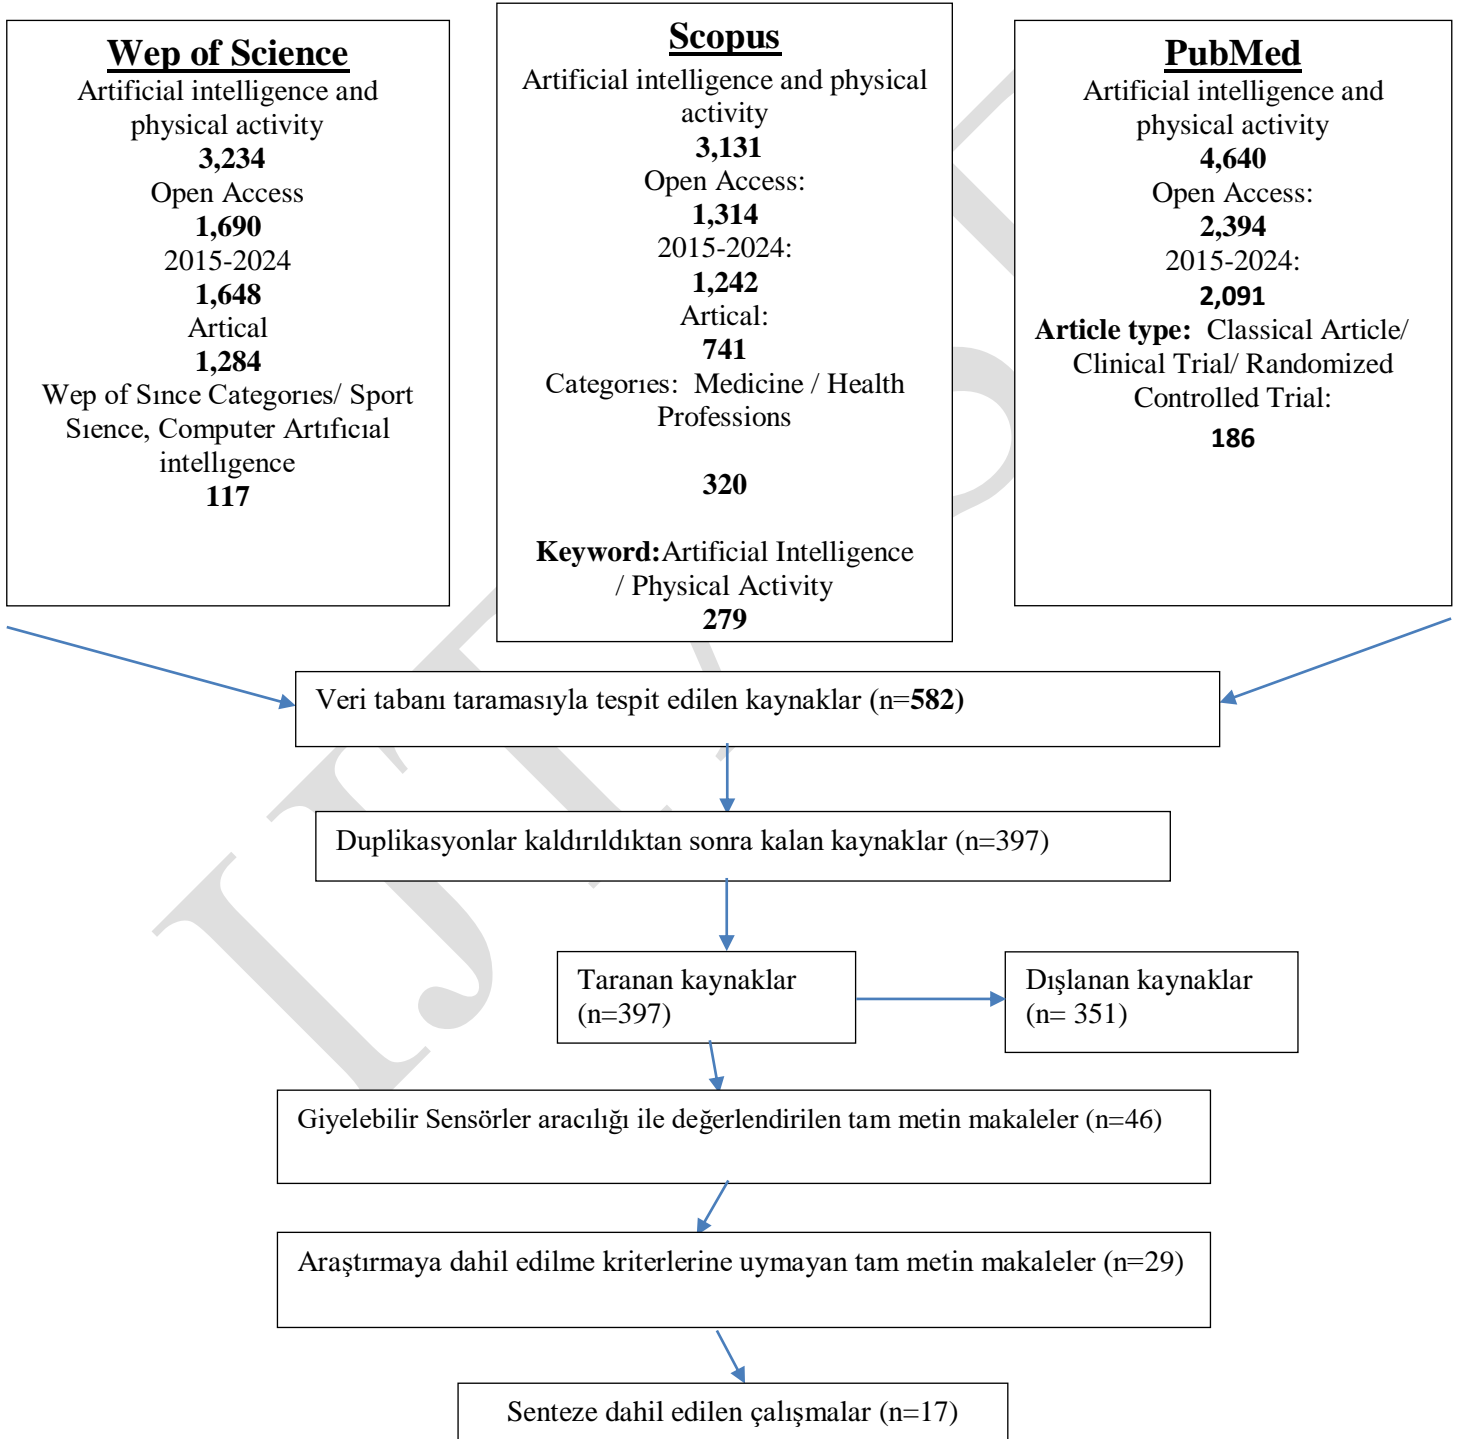 Wep of Science
Artificial intelligence and
physical activity
3,234
Open Access
1,690
2015-2024
1,648
Artical
1,284
Wep of Sınce Categorıes/ Sport
Sıence, Computer Artıficıal
intellıgence
117
Scopus
Artificial intelligence and physical
activity
3,131
Open Access:
1,314
2015-2024:
1,242
Artical:
741
Categorıes: Medicine / Health
Professions
320
Keyword:Artificial Intelligence
/ Physical Activity
279
PubMed
Artificial intelligence and
physical activity
4,640
Open Access:
2,394
2015-2024:
2,091
Article type: Classical Article/
Clinical Trial/ Randomized
Controlled Trial:
186
Veri tabanı taramasıyla tespit edilen kaynaklar (n=582)
Duplikasyonlar kaldırıldıktan sonra kalan kaynaklar (n=397)
Taranan kaynaklar
(n=397)
Dışlanan kaynaklar
(n= 351)
Giyelebilir Sensörler aracılığı ile değerlendirilen tam metin makaleler (n=46)
Araştırmaya dahil edilme kriterlerine uymayan tam metin makaleler (n=29)
Senteze dahil edilen çalışmalar (n=17)